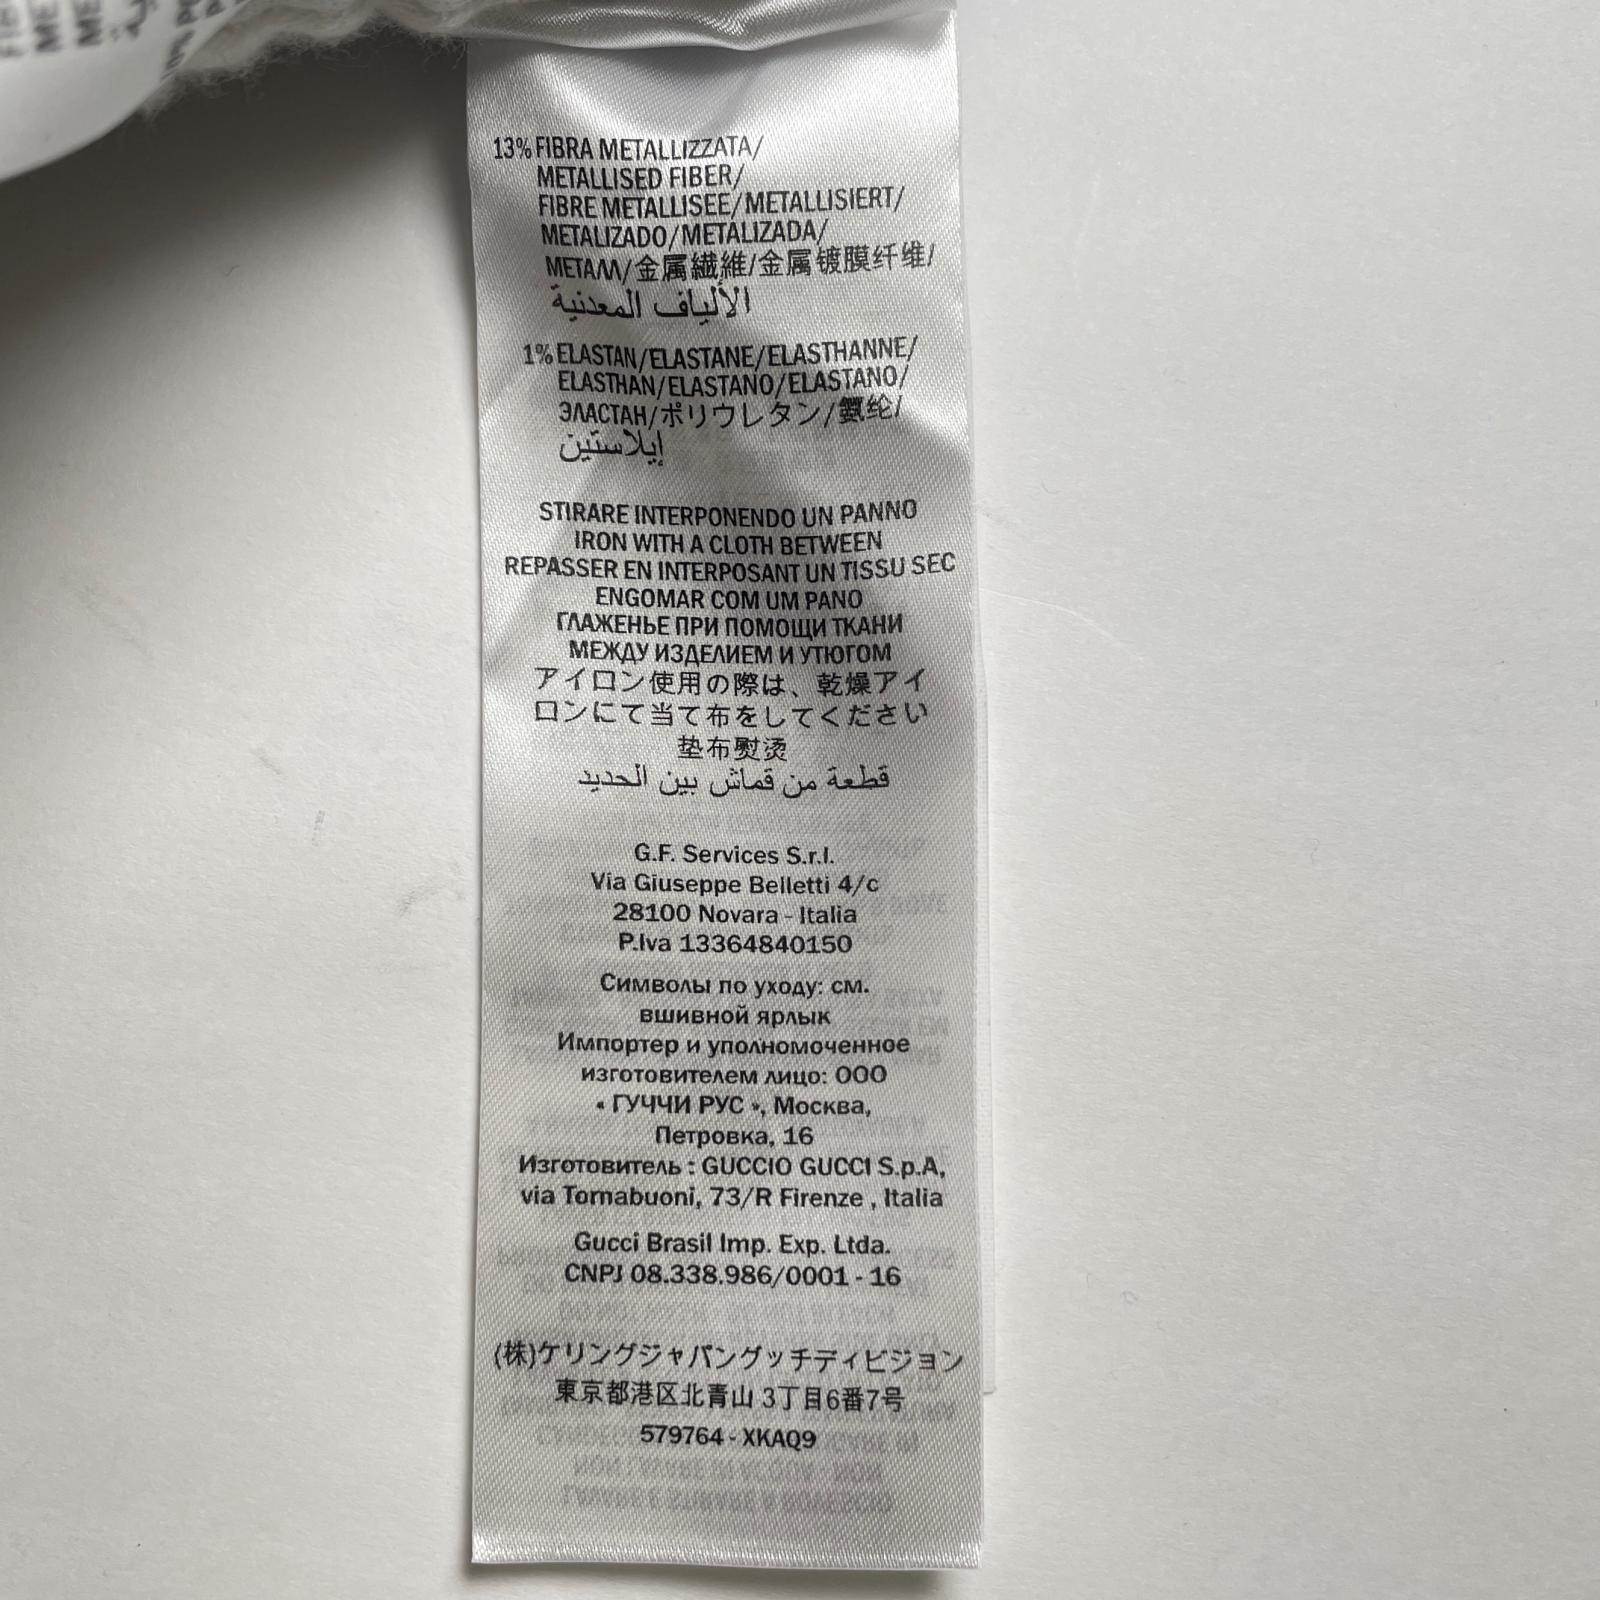 13% FIBRA METALLIZZATA/
METALLISED FIBER/
FIBRE METALLISEE/METALLISIERT/
METALIZADO/METALIZADA/
МЕТАЛЛ/金属繊維/金属镀膜纤维/
الألياف المعدنية
1% ELASTAN/ELASTANE/ELASTHANNE/
ELASTHAN/ELASTANO/ELASTANO/
ЭЛАСТАН/ポリウレタン/氨纶/
إيلاستين
STIRARE INTERPONENDO UN PANNO
IRON WITH A CLOTH BETWEEN
REPASSER EN INTERPOSANT UN TISSU SEC
ENGOMAR COM UM PANO
ГЛАЖЕНЬЕ ПРИ ПОМОЩИ ТКАНИ
МЕЖДУ ИЗДЕЛИЕМ И УТЮГОМ
アイロン使用の際は、乾燥アイ
ロンにて当て布をしてください
垫布熨烫
قطعة من قماش بين الحديد
G.F. Services S.r.l.
Via Giuseppe Belletti 4/c
28100 Novara - Italia
P.Iva 13364840150
Символы по уходу: см.
вшивной ярлык
Импортер и уполномоченное
изготовителем лицо: ООО
« ГУЧЧИ РУС », Москва,
Петровка, 16
Изготовитель : GUCCIO GUCCI S.p.A,
via Tornabuoni, 73/R Firenze , Italia
Gucci Brasil Imp. Exp. Ltda.
CNPJ 08.338.986/0001 - 16
(株)ケリングジャパングッチディビジョン
東京都港区北青山 3丁目6番7号
579764 - XKAQ9